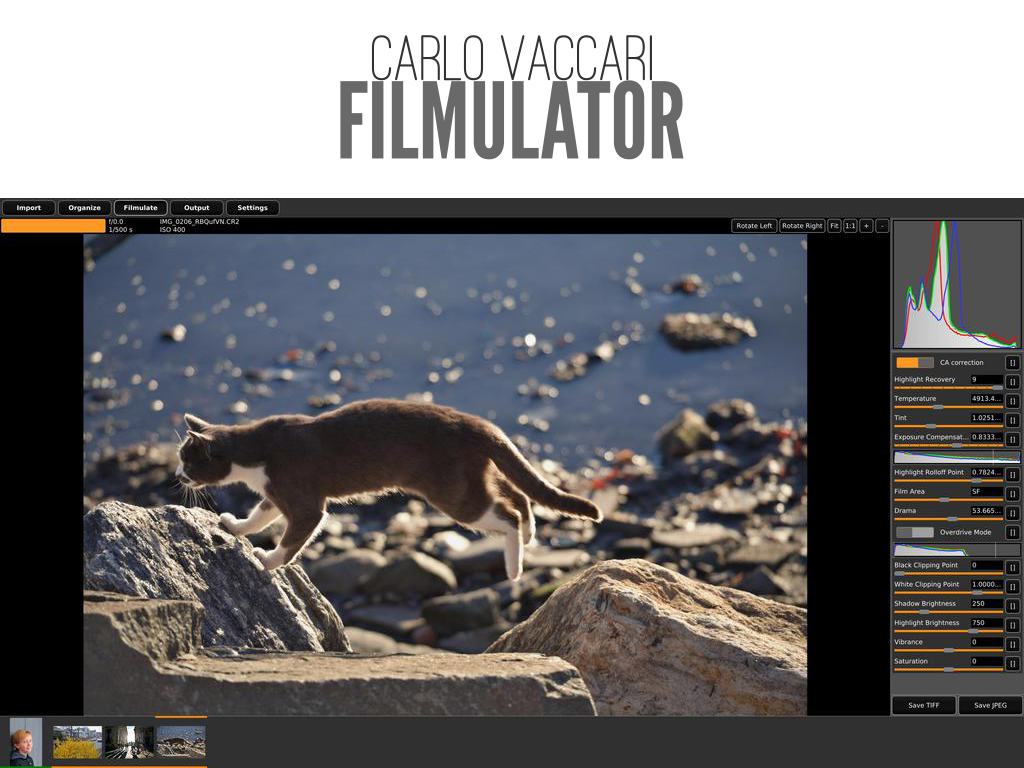 CARLO VACCARI
FILMULATOR
Import Organize Filmulate Output Settings
f/0.0 IMG_0206_RBQufVN.CR2
1/500 s ISO 400
Rotate Left Rotate Right Fit 1:1 + -
CA correction []
Highlight Recovery 9 []
Temperature 4913.4... []
Tint 1.0251... []
Exposure Compensat... 0.8333... []
Highlight Rolloff Point 0.7824... []
Film Area SF []
Drama 53.665... []
Overdrive Mode []
Black Clipping Point 0 []
White Clipping Point 1.0000... []
Shadow Brightness 250 []
Highlight Brightness 750 []
Vibrance 0 []
Saturation 0 []
Save TIFF Save JPEG